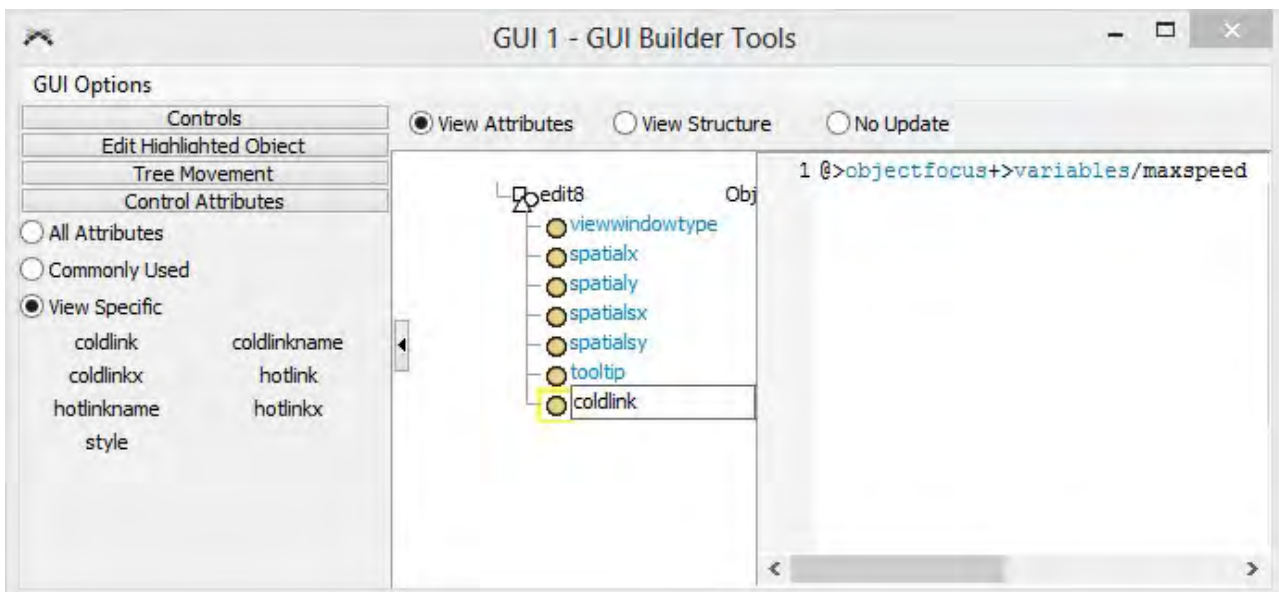 GUI 1 - GUI Builder Tools
GUI Options
Controls
Edit Highlighted Object
Tree Movement
Control Attributes
All Attributes
Commonly Used
View Specific
coldlink coldlinkname
coldlinkx hotlink
hotlinkname hotlinkx
style
View Attributes View Structure No Update
edit8 Obj
viewwindowtype
spatialx
spatialy
spatialsx
spatialsy
tooltip
coldlink
1 @>objectfocus+>variables/maxspeed